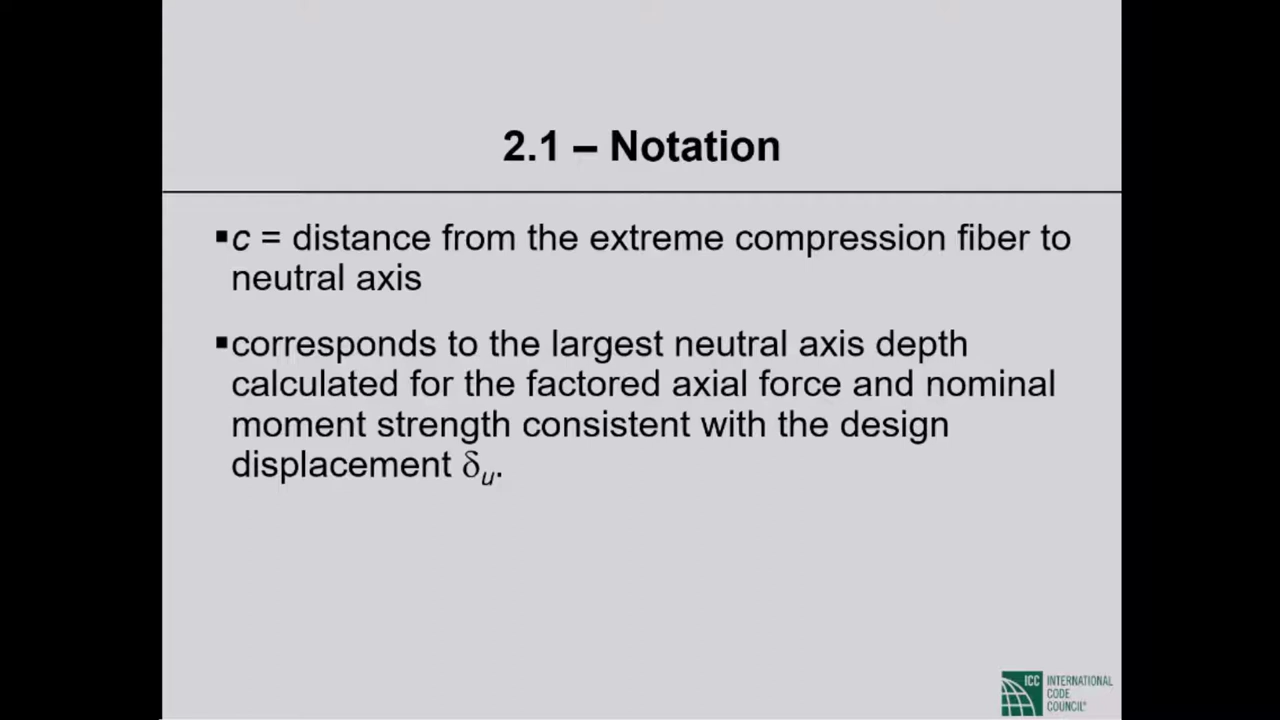 2.1 – Notation
▪c = distance from the extreme compression fiber to
neutral axis
▪corresponds to the largest neutral axis depth
calculated for the factored axial force and nominal
moment strength consistent with the design
displacement δu.
ICC INTERNATIONAL
CODE
COUNCIL®